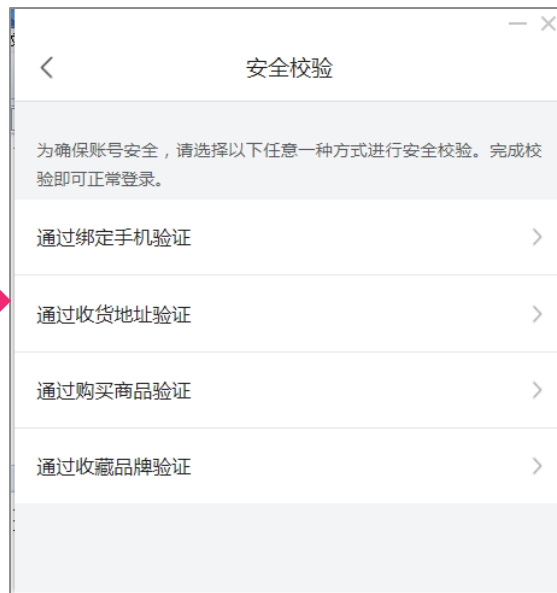 安全校验
为确保账号安全，请选择以下任意一种方式进行安全校验。完成校
验即可正常登录。
通过绑定手机验证
通过收货地址验证
通过购买商品验证
通过收藏品牌验证